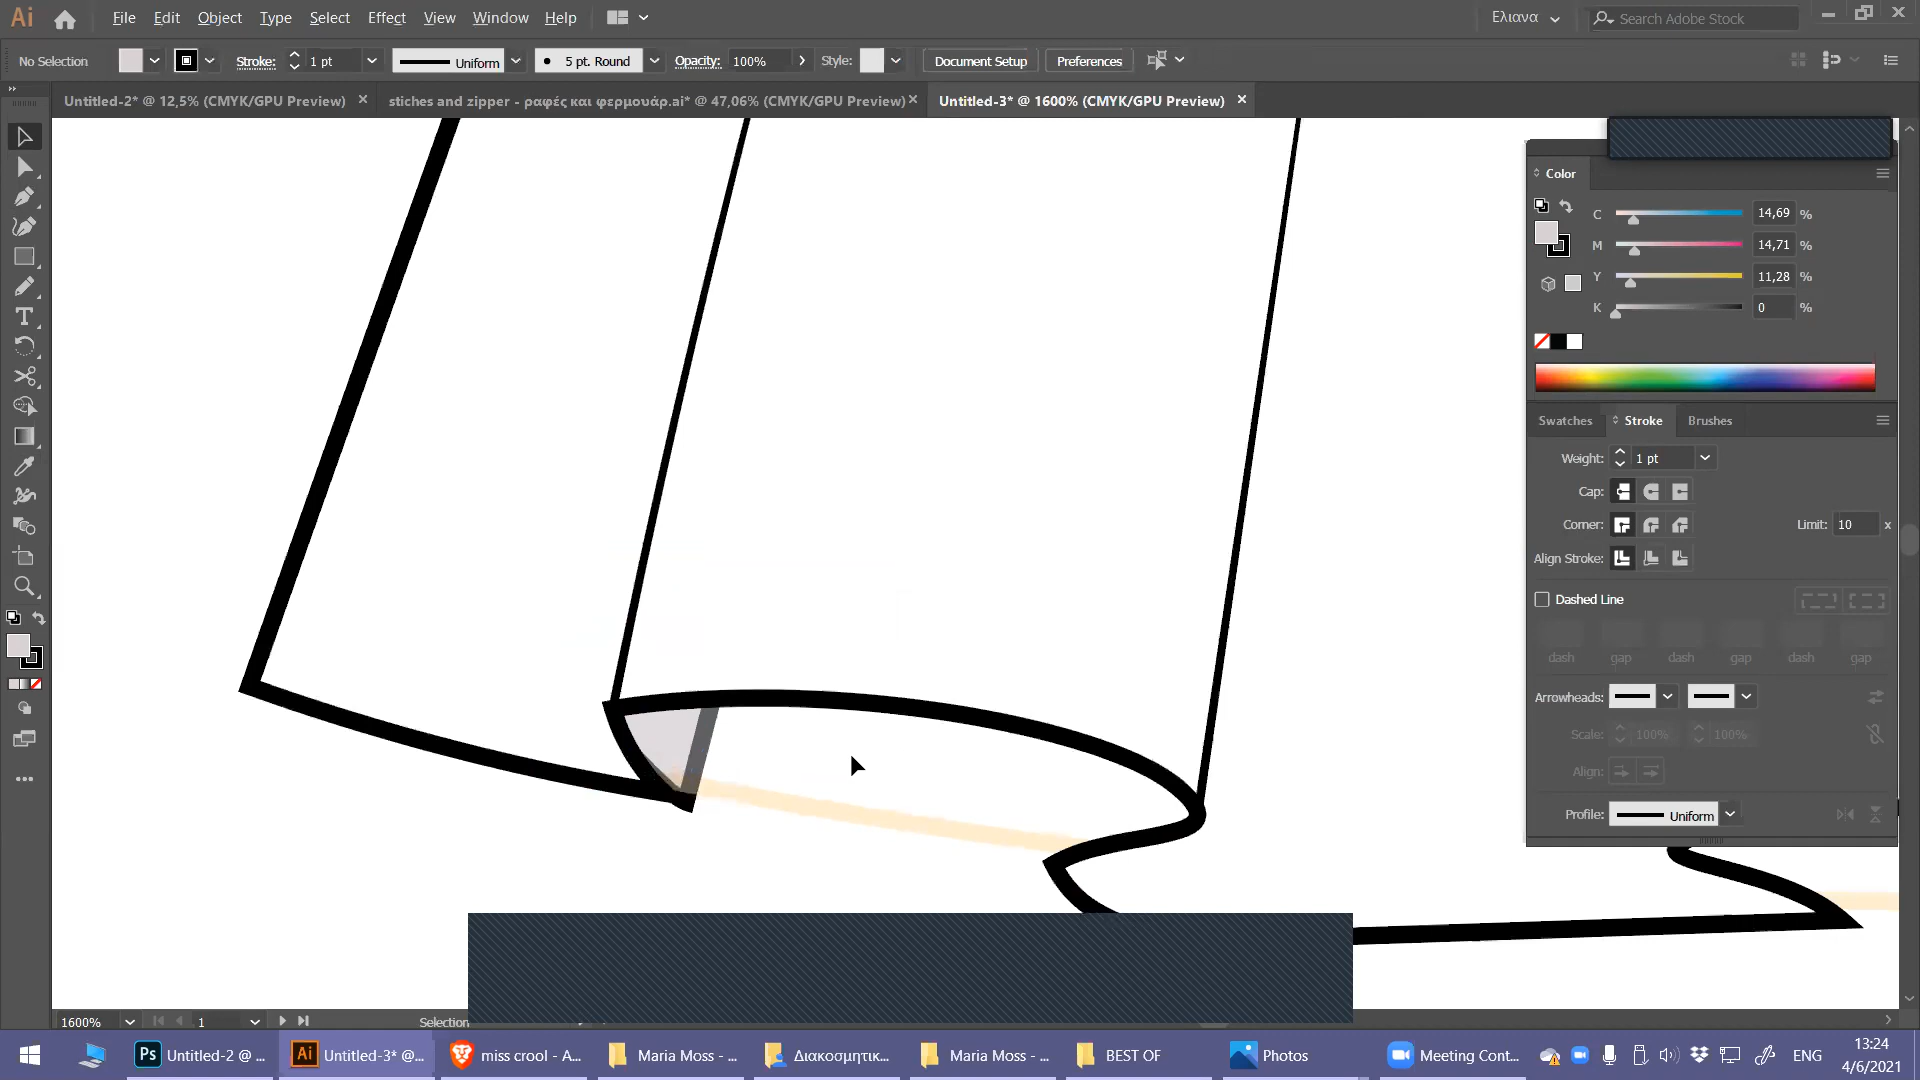 Ai File Edit Object Type Select Effect View Window Help Ελιανα Search Adobe Stock
No Selection Stroke: 1 pt Uniform 5 pt. Round Opacity: 100% Style: Document Setup Preferences
Untitled-2* @ 12,5% (CMYK/GPU Preview) stiches and zipper - ραφές και φερμουάρ.ai* @ 47,06% (CMYK/GPU Preview) Untitled-3* @ 1600% (CMYK/GPU Preview)
Color
C 14,69 %
M 14,71 %
Y 11,28 %
K 0 %
Swatches Stroke Brushes
Weight: 1 pt
Cap:
Corner: Limit: 10 x
Align Stroke:
Dashed Line
dash gap dash gap dash gap
Arrowheads:
Scale: 100% 100%
Align:
Profile: Uniform
1600% 1 Selection
Ps Untitled-2 @ ... Ai Untitled-3* @... miss crool - A... Maria Moss - ... Διακοσμητικ... Maria Moss - ... BEST OF Photos Meeting Cont... ENG
13:24
4/6/2021